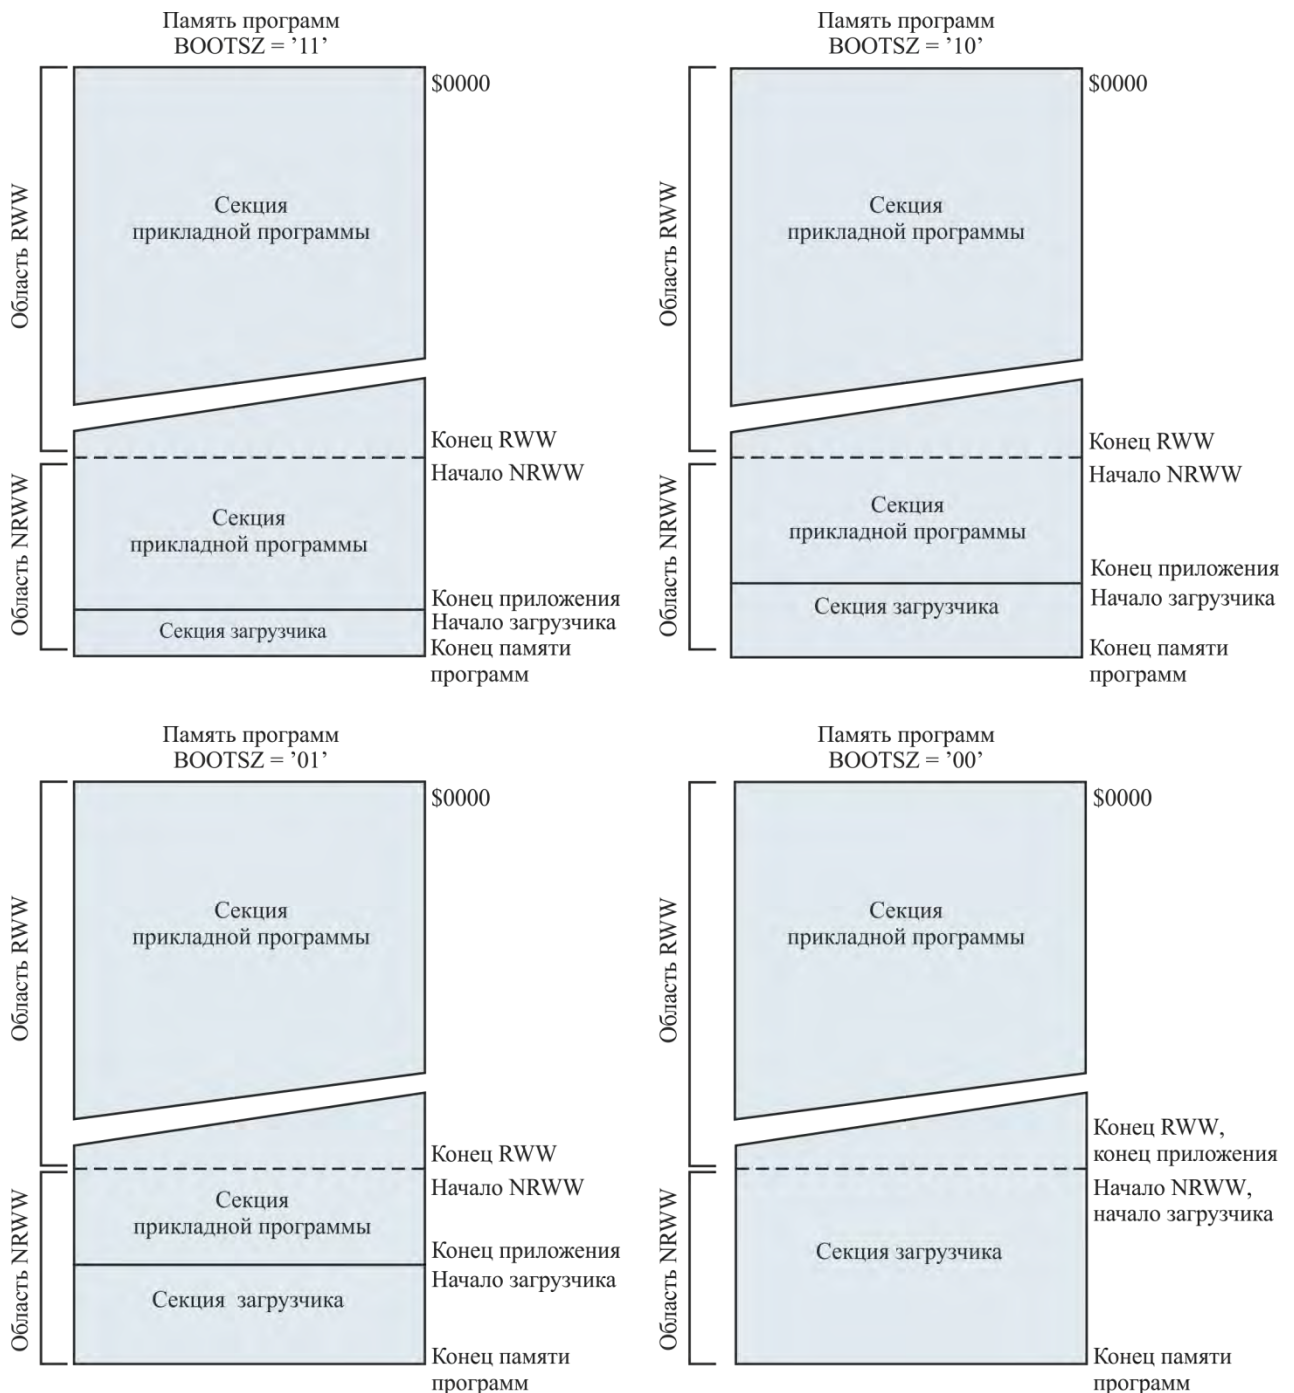 Память программ
BOOTSZ = ’11’
$0000
Область RWW
Секция
прикладной программы
Конец RWW
Начало NRWW
Область NRWW
Секция
прикладной программы
Конец приложения
Начало загрузчика
Секция загрузчика
Конец памяти
программ
Память программ
BOOTSZ = ’10’
$0000
Область RWW
Секция
прикладной программы
Конец RWW
Начало NRWW
Область NRWW
Секция
прикладной программы
Конец приложения
Начало загрузчика
Секция загрузчика
Конец памяти
программ
Память программ
BOOTSZ = ’01’
$0000
Область RWW
Секция
прикладной программы
Конец RWW
Начало NRWW
Область NRWW
Секция
прикладной программы
Конец приложения
Начало загрузчика
Секция загрузчика
Конец памяти
программ
Память программ
BOOTSZ = ’00’
$0000
Область RWW
Секция
прикладной программы
Конец RWW,
конец приложения
Начало NRWW,
начало загрузчика
Область NRWW
Секция загрузчика
Конец памяти
программ